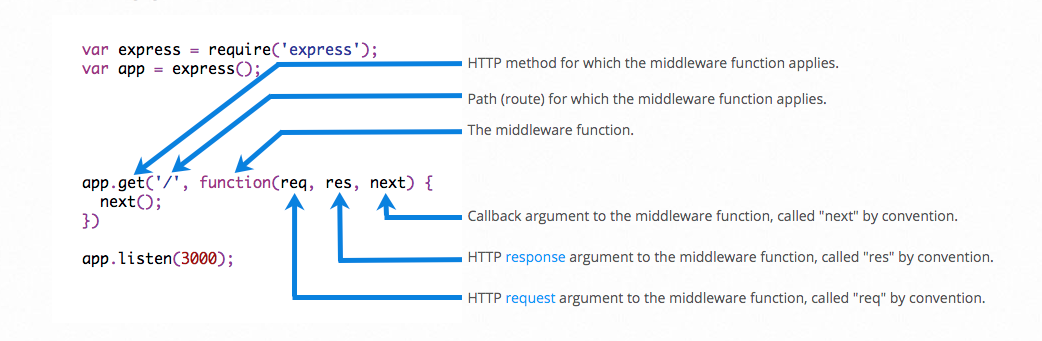 var express = require('express');
var app = express();
HTTP method for which the middleware function applies.
Path (route) for which the middleware function applies.
The middleware function.
app.get('/', function(req, res, next) {
next();
})
Callback argument to the middleware function, called "next" by convention.
app.listen(3000);
HTTP response argument to the middleware function, called "res" by convention.
HTTP request argument to the middleware function, called "req" by convention.